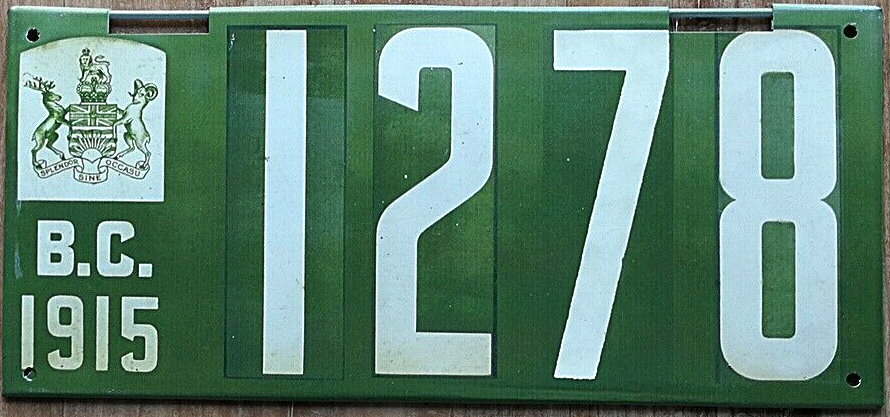 SPLENDOR SINE OCCASU
B.C.
1915
1278